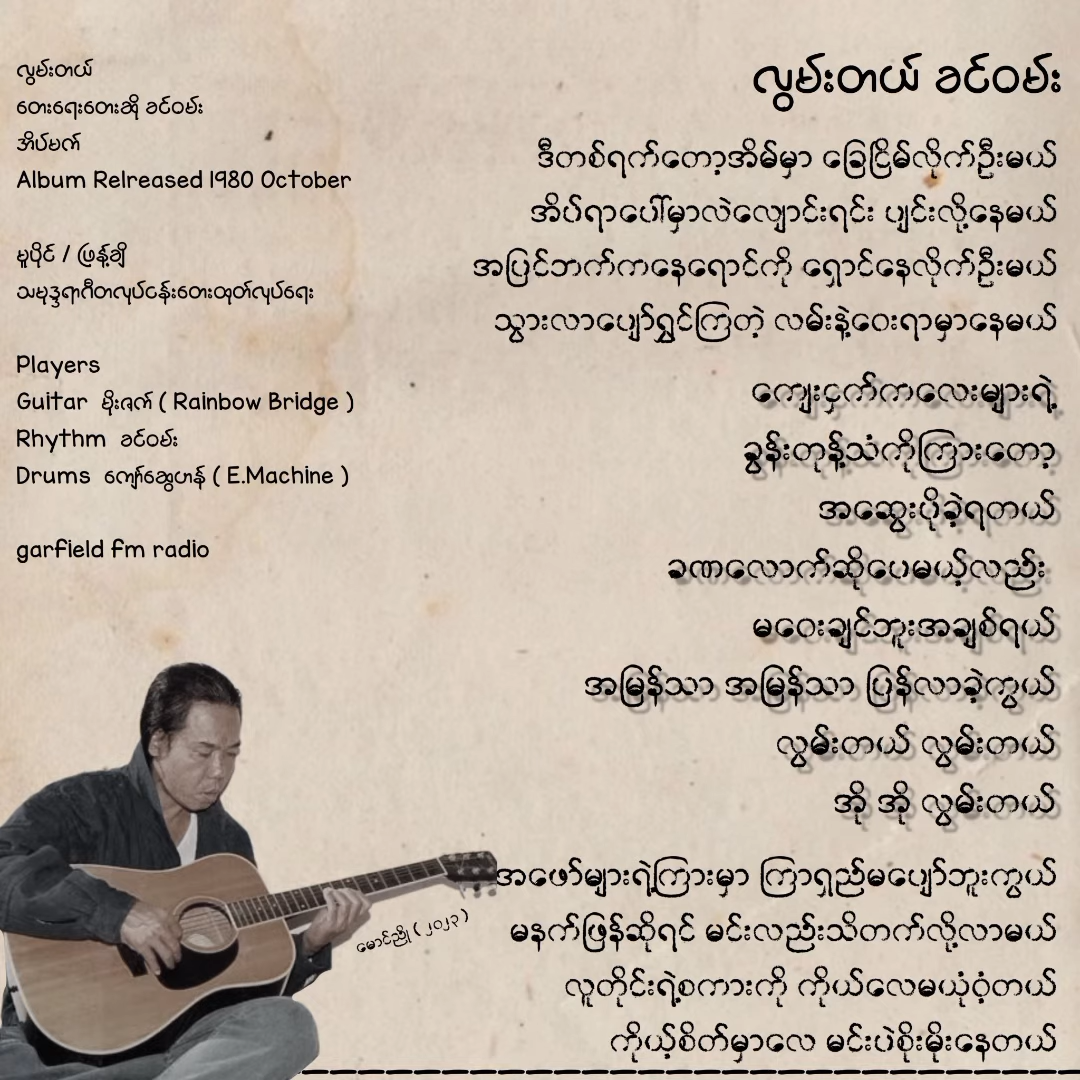 လွမ်းတယ်
တေးရေးတေးဆို ခင်ဝမ်း
အိပ်မက်
Album Relreased 1980 October
မူပိုင် / ဖြန့်ချိ
သမုဒ္ဒရာဂီတလုပ်ငန်းတေးထုတ်လုပ်ရေး
Players
Guitar မိုးဇက် ( Rainbow Bridge )
Rhythm ခင်ဝမ်း
Drums ကျော်ဆွေဟန် ( E.Machine )
garfield fm radio
လွမ်းတယ် ခင်ဝမ်း
ဒီတစ်ရက်တော့အိမ်မှာ ခြေငြိမ်လိုက်ဦးမယ်
အိပ်ရာပေါ်မှာလဲလျောင်းရင်း ပျင်းလို့နေမယ်
အပြင်ဘက်ကနေရောင်ကို ရှောင်နေလိုက်ဦးမယ်
သွားလာပျော်ရွှင်ကြတဲ့ လမ်းနဲ့ဝေးရာမှာနေမယ်
ကျေးငှက်ကလေးများရဲ့
ခွန်းတုန့်သံကိုကြားတော့
အဆွေးပိုခဲ့ရတယ်
ခဏလောက်ဆိုပေမယ့်လည်း
မဝေးချင်ဘူးအချစ်ရယ်
အမြန်သာ အမြန်သာ ပြန်လာခဲ့ကွယ်
လွမ်းတယ် လွမ်းတယ်
အို အို လွမ်းတယ်
အဖော်များရဲ့ကြားမှာ ကြာရှည်မပျော်ဘူးကွယ်
မနက်ဖြန်ဆိုရင် မင်းလည်းသိတက်လို့လာမယ်
လူတိုင်းရဲ့စကားကို ကိုယ်လေမယုံဝံ့တယ်
ကိုယ့်စိတ်မှာလေ မင်းပဲစိုးမိုးနေတယ်
မောင်ညို ( ၂၀၂၃ )